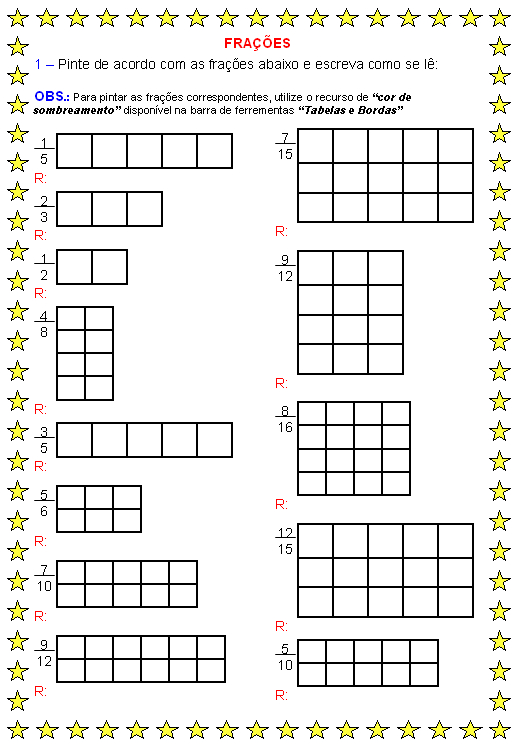 FRAÇÕES
1 – Pinte de acordo com as frações abaixo e escreva como se lê:
OBS.: Para pintar as frações correspondentes, utilize o recurso de “cor de
sombreamento” disponível na barra de ferrementas “Tabelas e Bordas”
1
5
R:
2
3
R:
1
2
R:
4
8
R:
3
5
R:
5
6
R:
7
10
R:
9
12
R:
7
15
R:
9
12
R:
8
16
R:
12
15
R:
5
10
R: